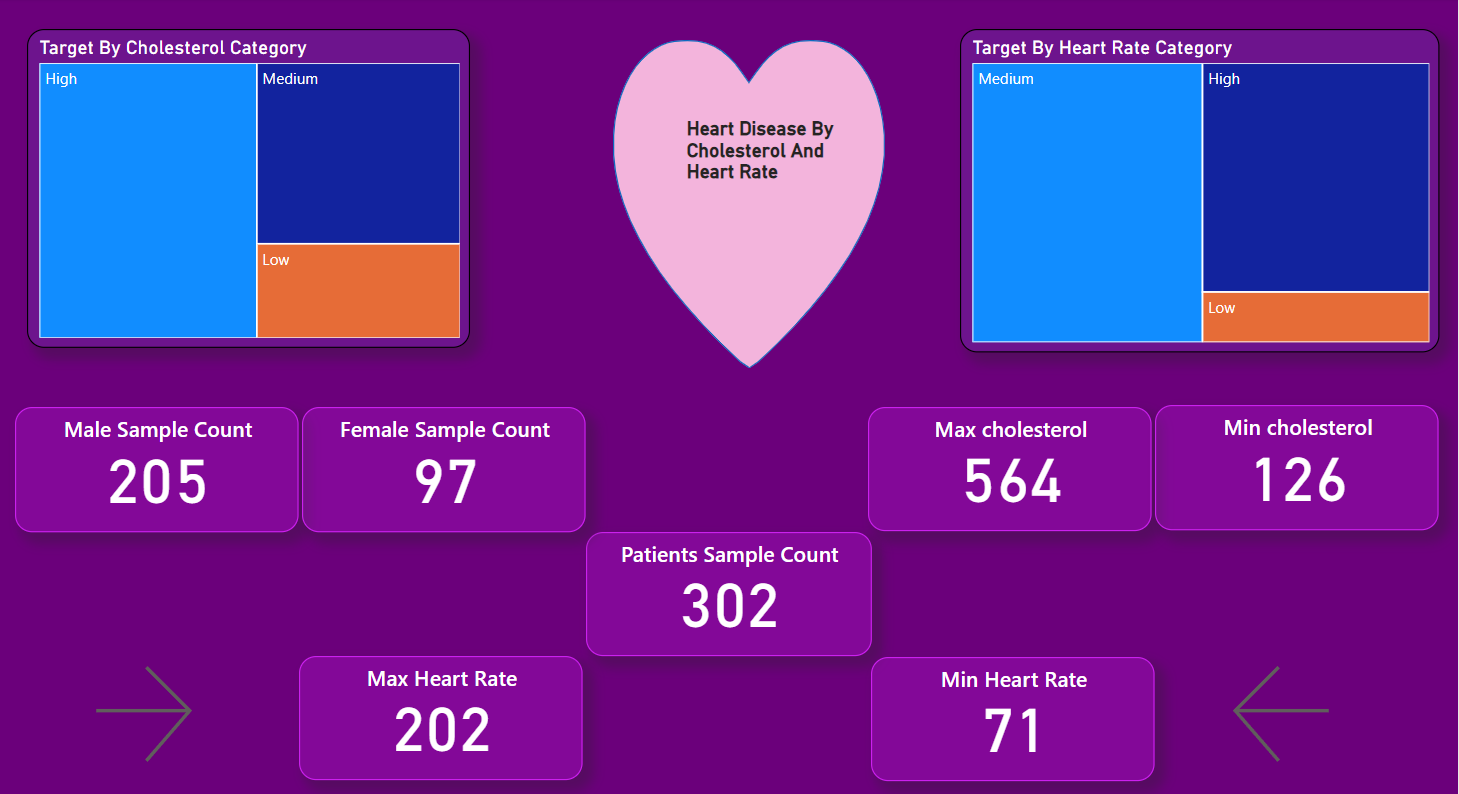 Target By Cholesterol Category
High
Medium
Low
Heart Disease By
Cholesterol And
Heart Rate
Target By Heart Rate Category
Medium
High
Low
Male Sample Count
205
Female Sample Count
97
Max cholesterol
564
Min cholesterol
126
Patients Sample Count
302
Max Heart Rate
202
Min Heart Rate
71